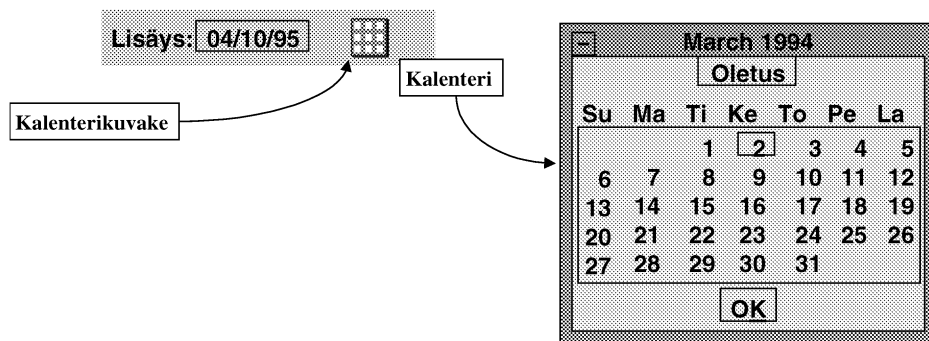 Lisäys: 04/10/95
Kalenterikuvake
Kalenteri
March 1994
Oletus
Su Ma Ti Ke To Pe La
1 2 3 4 5
6 7 8 9 10 11 12
13 14 15 16 17 18 19
20 21 22 23 24 25 26
27 28 29 30 31
OK